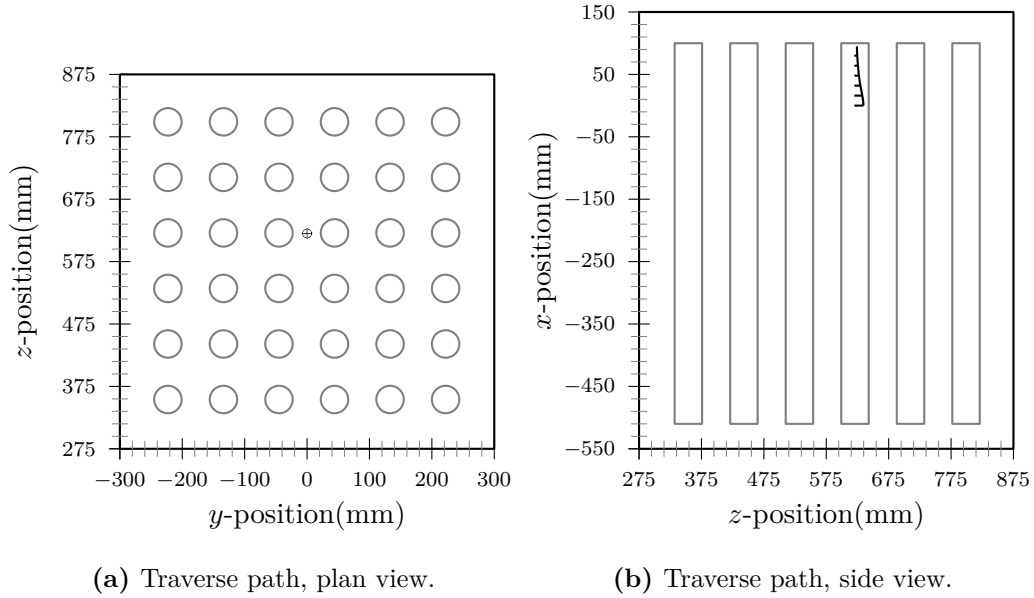 875
775
675
575
475
375
275
−300 −200 −100 0 100 200 300
z-position(mm)
y-position(mm)
(a) Traverse path, plan view.
150
50
−50
−150
−250
−350
−450
−550
275 375 475 575 675 775 875
x-position(mm)
z-position(mm)
(b) Traverse path, side view.